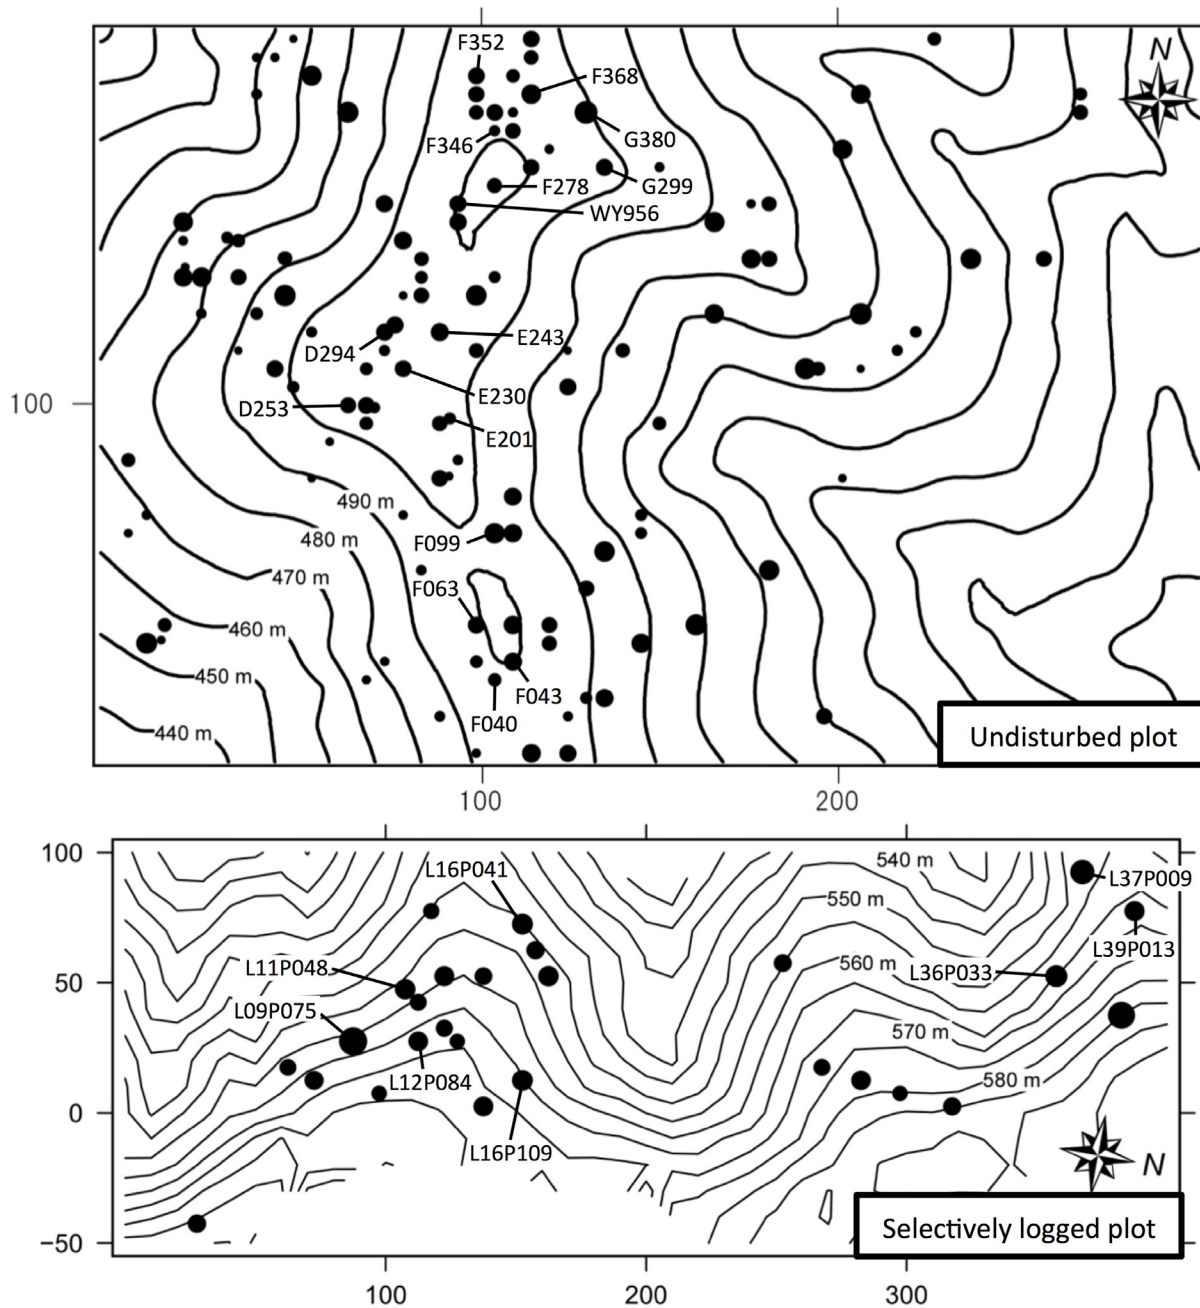 F352
N
F368
G380
F346
F278
G299
WY956
E243
D294
E230
100
D253
E201
490 m
480 m
F099
470 m
F063
460 m
450 m
F043
F040
440 m
Undisturbed plot
100
200
100
L16P041
540 m
L37P009
550 m
L39P013
L11P048
560 m
L36P033
50
L09P075
570 m
L12P084
580 m
0
L16P109
N
Selectively logged plot
−50
100
200
300